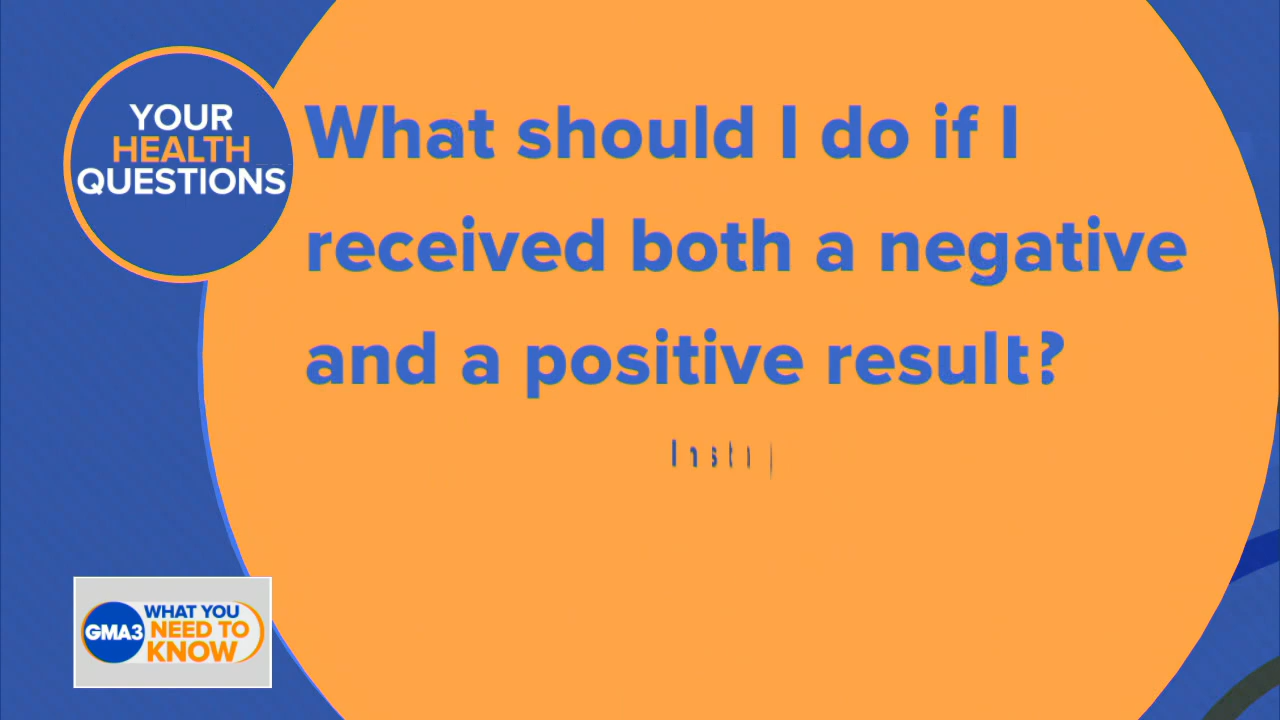 YOUR
HEALTH
QUESTIONS
What should I do if I
received both a negative
and a positive result?
GMA3
WHAT YOU
NEED TO
KNOW